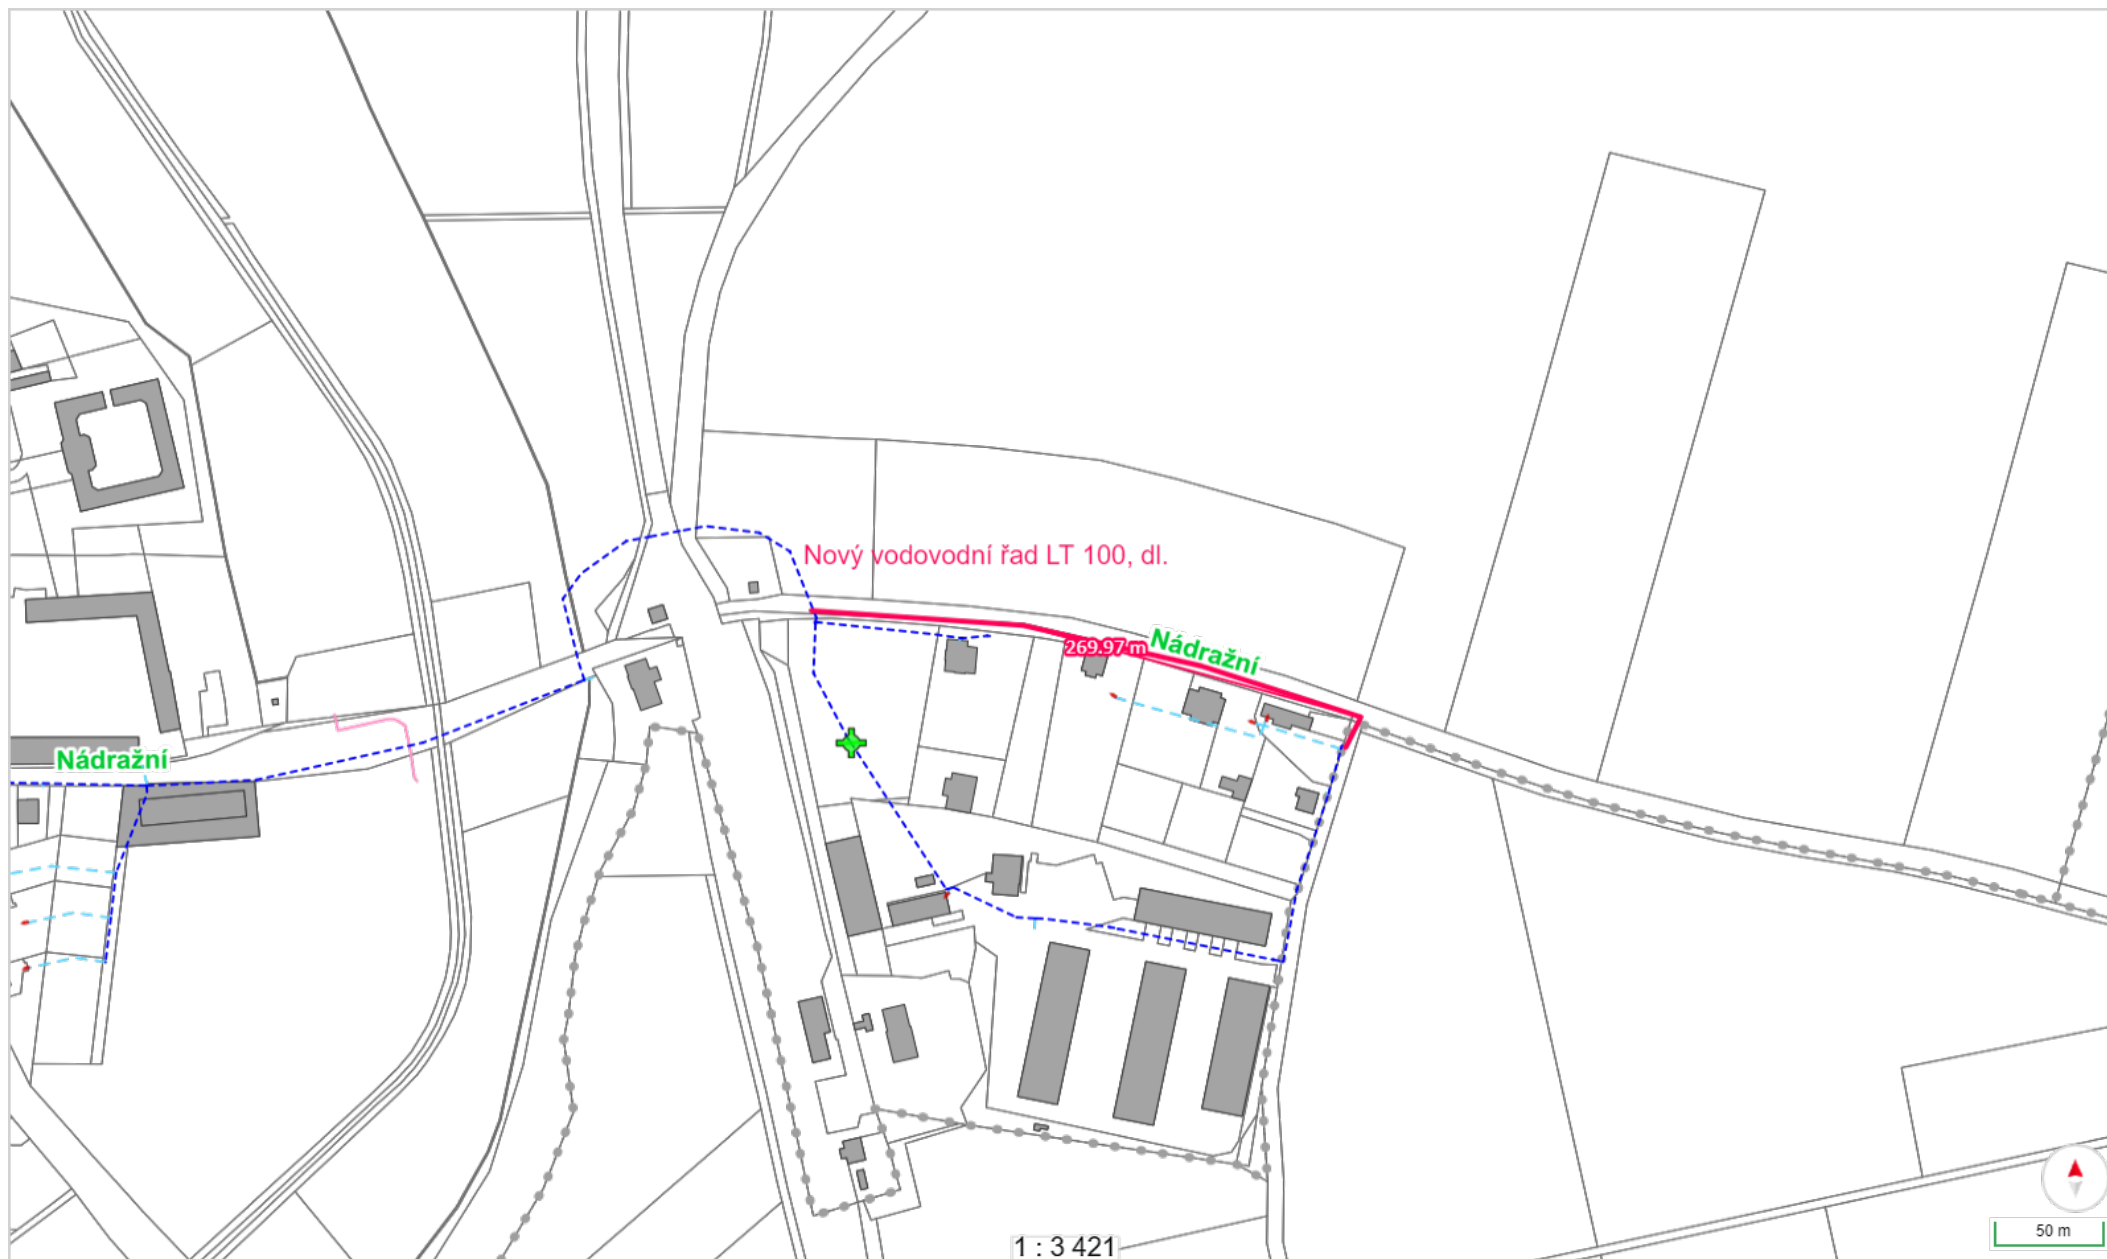 Nový vodovodní řad LT 100, dl.
Nádražní
269.97 m
Nádražní
50 m
1 : 3 421